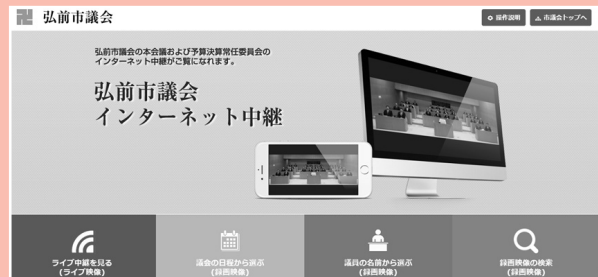 弘前市議会
操作説明
市議会トップへ
弘前市議会の本会議および予算決算常任委員会の
インターネット中継がご覧になれます。
弘前市議会
インターネット中継
ライブ中継を見る
(ライブ映像)
議会の日程から選ぶ
(録画映像)
議員の名前から選ぶ
(録画映像)
録画映像の検索
(録画映像)